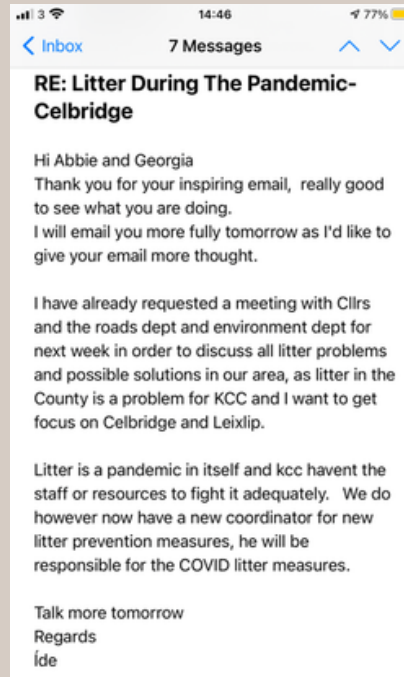 3 14:46 77%
Inbox 7 Messages
RE: Litter During The Pandemic-
Celbridge
Hi Abbie and Georgia
Thank you for your inspiring email, really good
to see what you are doing.
I will email you more fully tomorrow as I'd like to
give your email more thought.
I have already requested a meeting with Cllrs
and the roads dept and environment dept for
next week in order to discuss all litter problems
and possible solutions in our area, as litter in the
County is a problem for KCC and I want to get
focus on Celbridge and Leixlip.
Litter is a pandemic in itself and kcc havent the
staff or resources to fight it adequately. We do
however now have a new coordinator for new
litter prevention measures, he will be
responsible for the COVID litter measures.
Talk more tomorrow
Regards
Íde